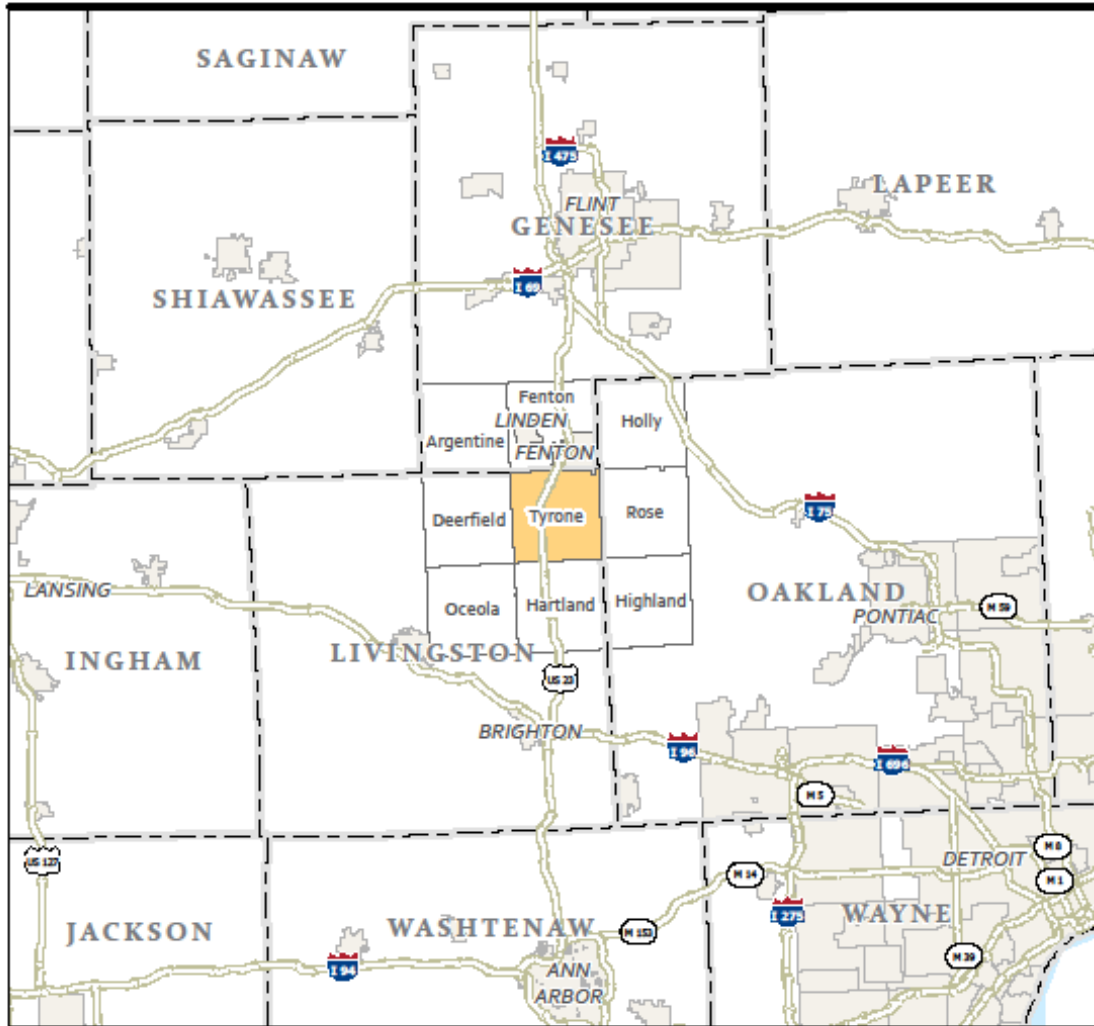 SAGINAW
I 475
LAPEER
FLINT
GENESEE
I 69
SHIAWASSEE
Fenton
LINDEN
Holly
Argentine
FENTON
I 75
Deerfield
Tyrone
Rose
LANSING
OAKLAND
Oceola
Hartland
Highland
M 59
PONTIAC
INGHAM
LIVINGSTON
US 23
BRIGHTON
I 96
I 696
M 5
US 127
DETROIT
M 8
M 14
M 1
I 275
WAYNE
JACKSON
WASHTENAW
M 153
M 39
I 94
ANN
ARBOR